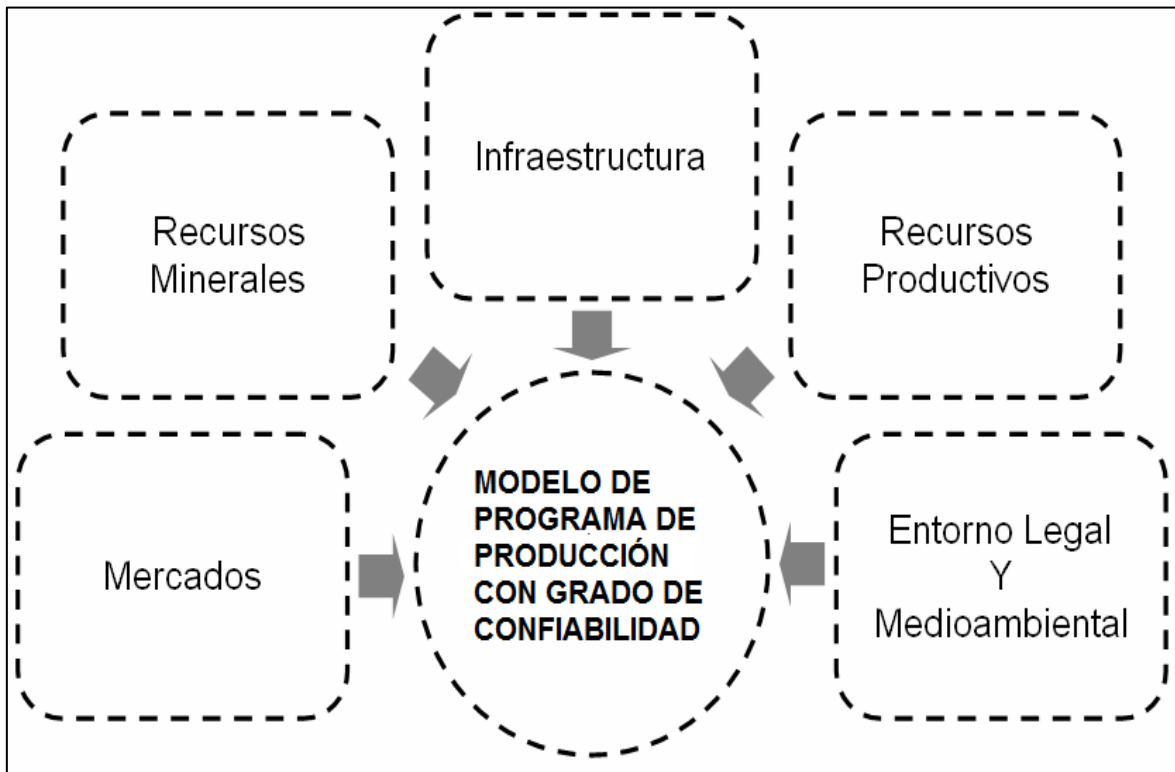 Infraestructura
Recursos
Minerales
Recursos
Productivos
Mercados
MODELO DE
PROGRAMA DE
PRODUCCIÓN
CON GRADO DE
CONFIABILIDAD
Entorno Legal
Y
Medioambiental